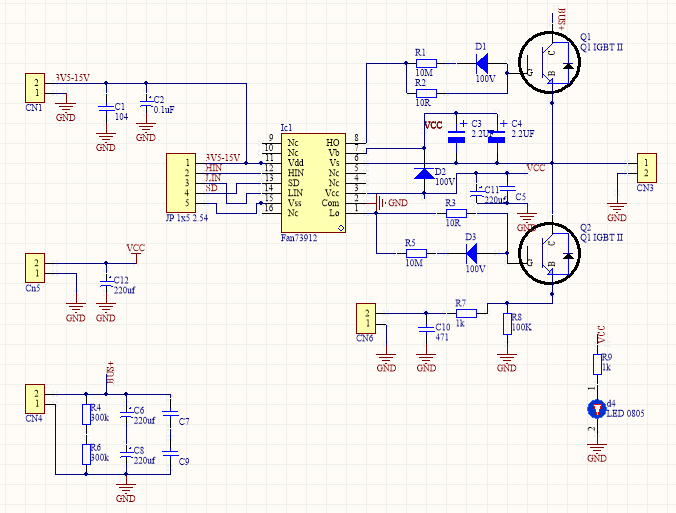 BUS+
Q1
Q1 IGBT II
C
G
B
R1
10M
D1
100V
R2
10R
2
1
CN1
3V5-15V
GND
C1
104
GND
C2
0.1uF
GND
VCC
C3
2.2UF
C4
2.2UF
Ic1
9
Nc
HO
8
10
Nc
Vb
7
11
Vdd
Vs
6
12
HIN
Nc
5
13
SD
Nc
4
14
LIN
Vcc
3
15
Vss
Com
2
16
Nc
Lo
1
Fan73912
1
2
3
4
5
3V5-15V
HIN
LIN
SD
JP 1x5 2.54
D2
100V
VCC
C11
220uf
C5
GND
GND
1
2
CN3
GND
R3
10R
R5
10M
D3
100V
Q2
Q1 IGBT II
C
G
B
2
1
Cn5
VCC
C12
220uf
GND
GND
2
1
CN6
GND
C10
471
GND
R7
1k
R8
100K
GND
VCC
R9
1k
1
d4
LED 0805
2
GND
BUS+
2
1
CN4
R4
300k
C6
220uf
C7
R6
300k
C8
220uf
C9
GND